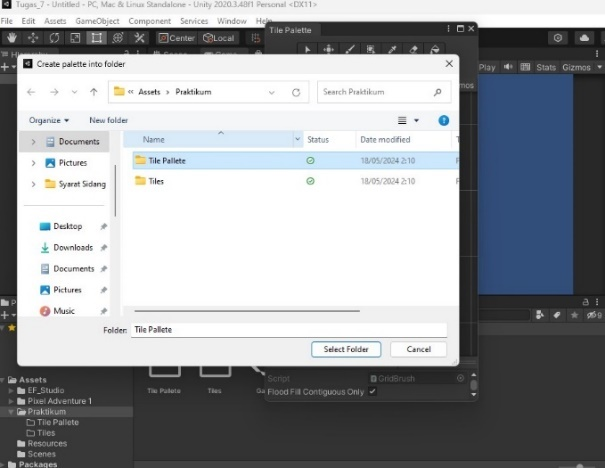 Tugas_7 - Untitled - PC, Mac & Linux Standalone - Unity 2020.3.48f1 Personal <DX11>
File Edit Assets GameObject Component Services Window
Tile Palette
Center Local
Play Stats Gizmos
Create palette into folder
Assets > Praktikum
Search Praktikum
Organize New folder
Name Status Date modified
Documents
Pictures
Syarat Sidang
Tile Pallete 18/05/2024 2:10
Tiles 18/05/2024 2:10
Desktop
Downloads
Documents
Pictures
Music
Folder: Tile Pallete
Select Folder Cancel
Tiles
Script GridBrush
Flood Fill Contiguous Only
Assets
EF_Studio
Pixel Adventure 1
Praktikum
Tile Pallete
Tiles
Resources
Scenes
Packages